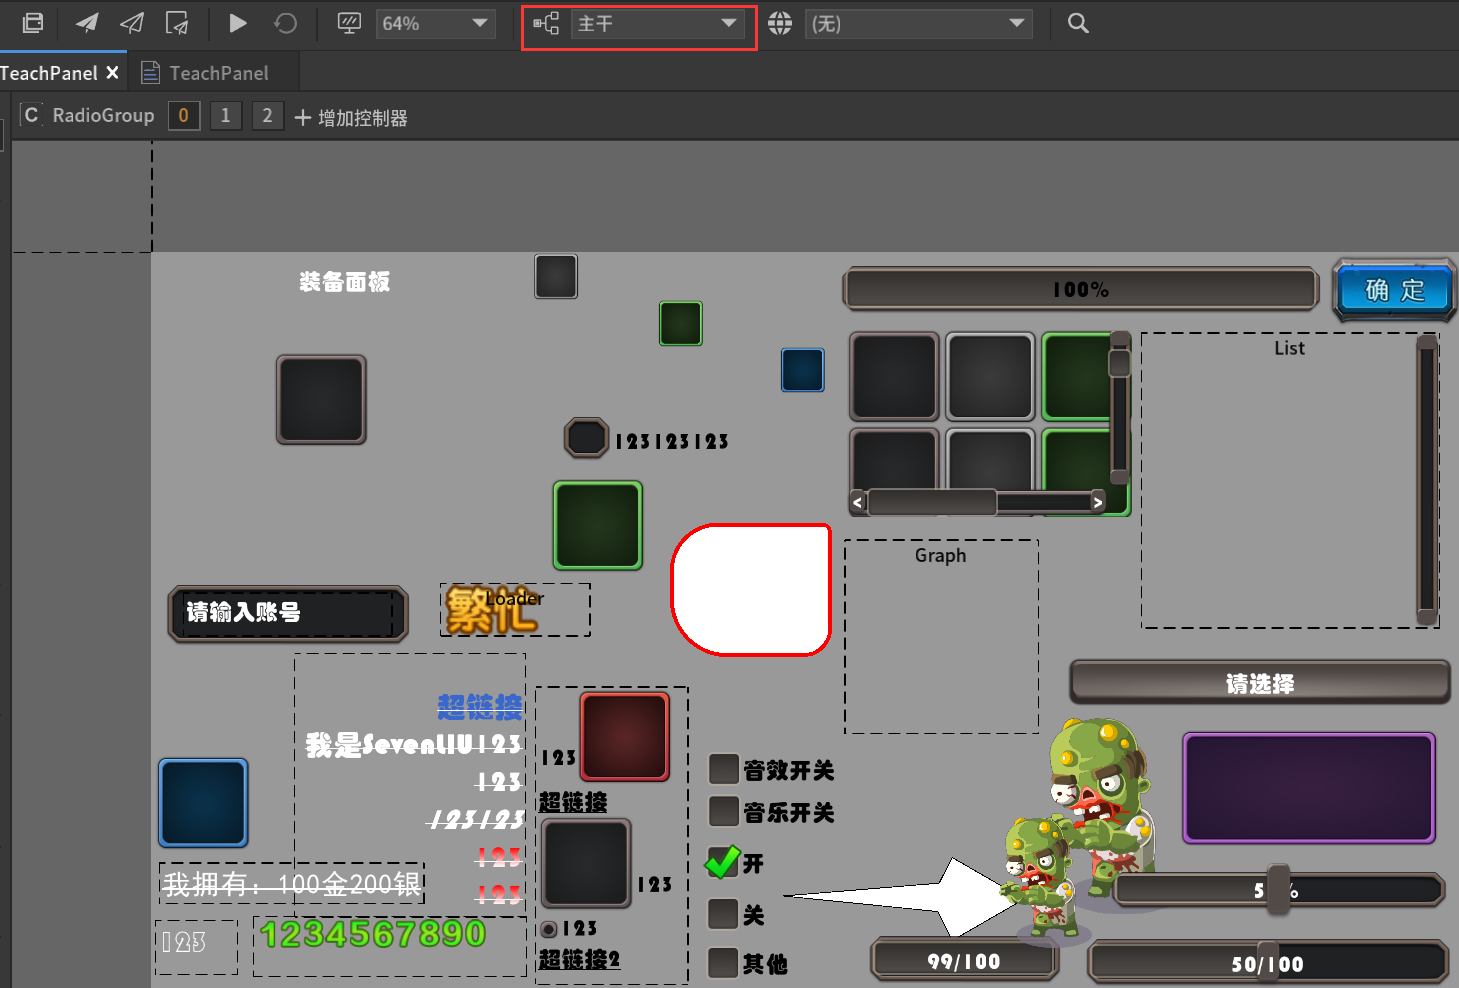 64%
主干
(无)
TeachPanel
TeachPanel
C RadioGroup 0 1 2 增加控制器
装备面板
100%
确 定
List
123123123
Graph
请输入账号
Loader
繁忙
请选择
超链接
我是SevenLIU123
123
123123
123
123
123
超链接
123
123
超链接2
音效开关
音乐开关
开
关
其他
我拥有：100金200银
123
1234567890
99/100
50/100